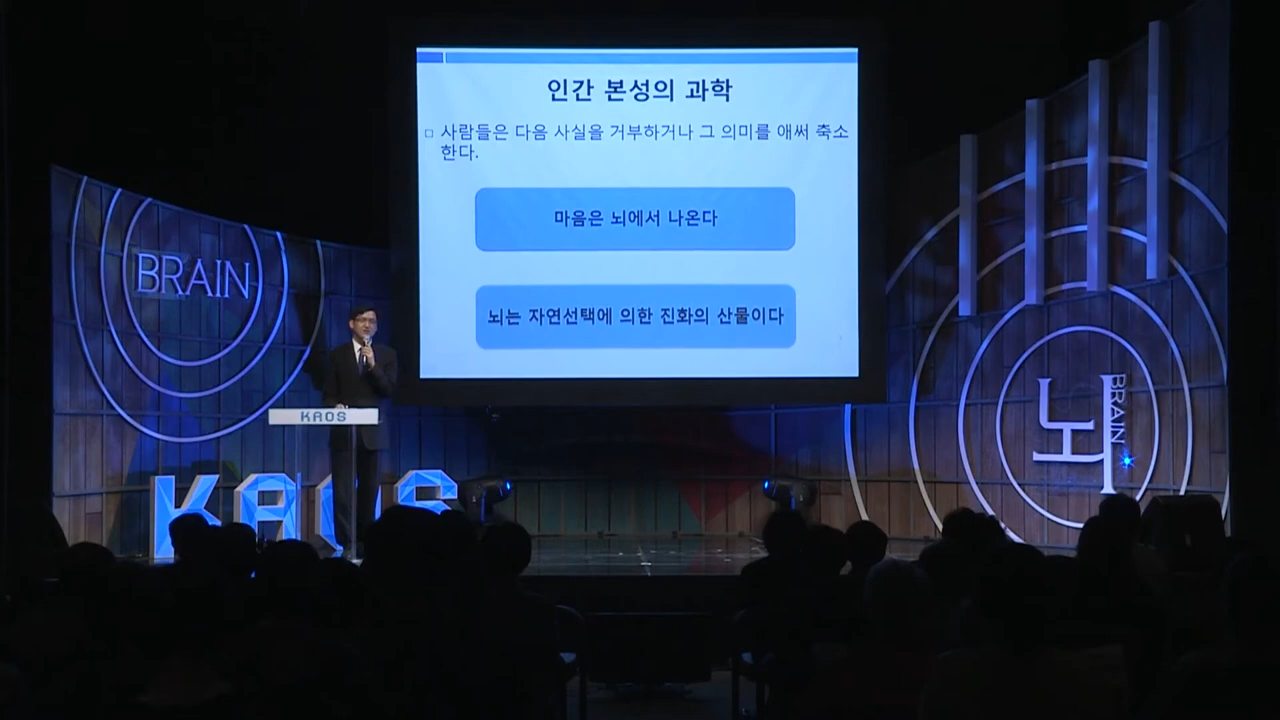 인간 본성의 과학
□ 사람들은 다음 사실을 거부하거나 그 의미를 애써 축소
한다.
마음은 뇌에서 나온다
뇌는 자연선택에 의한 진화의 산물이다
BRAIN
KAOS
KAOS
뇌
BRAIN